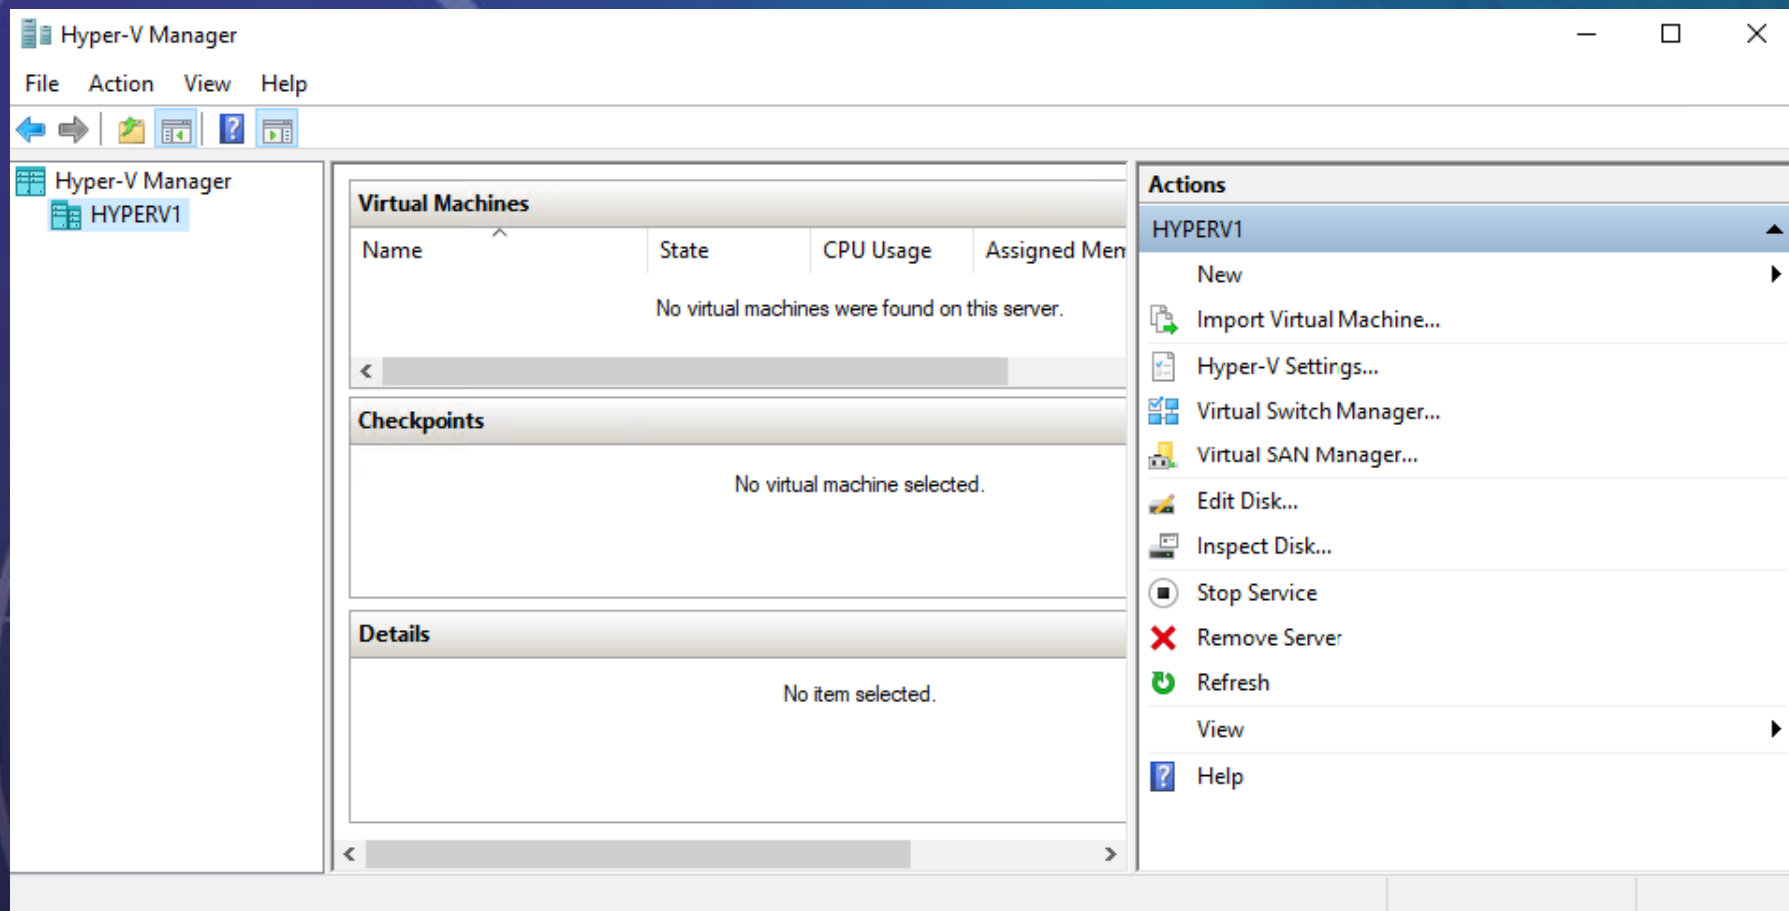 Hyper-V Manager
File Action View Help
Hyper-V Manager
HYPERV1
Virtual Machines
Name State CPU Usage Assigned Mem
No virtual machines were found on this server.
Checkpoints
No virtual machine selected.
Details
No item selected.
Actions
HYPERV1
New
Import Virtual Machine...
Hyper-V Settings...
Virtual Switch Manager...
Virtual SAN Manager...
Edit Disk...
Inspect Disk...
Stop Service
Remove Server
Refresh
View
Help